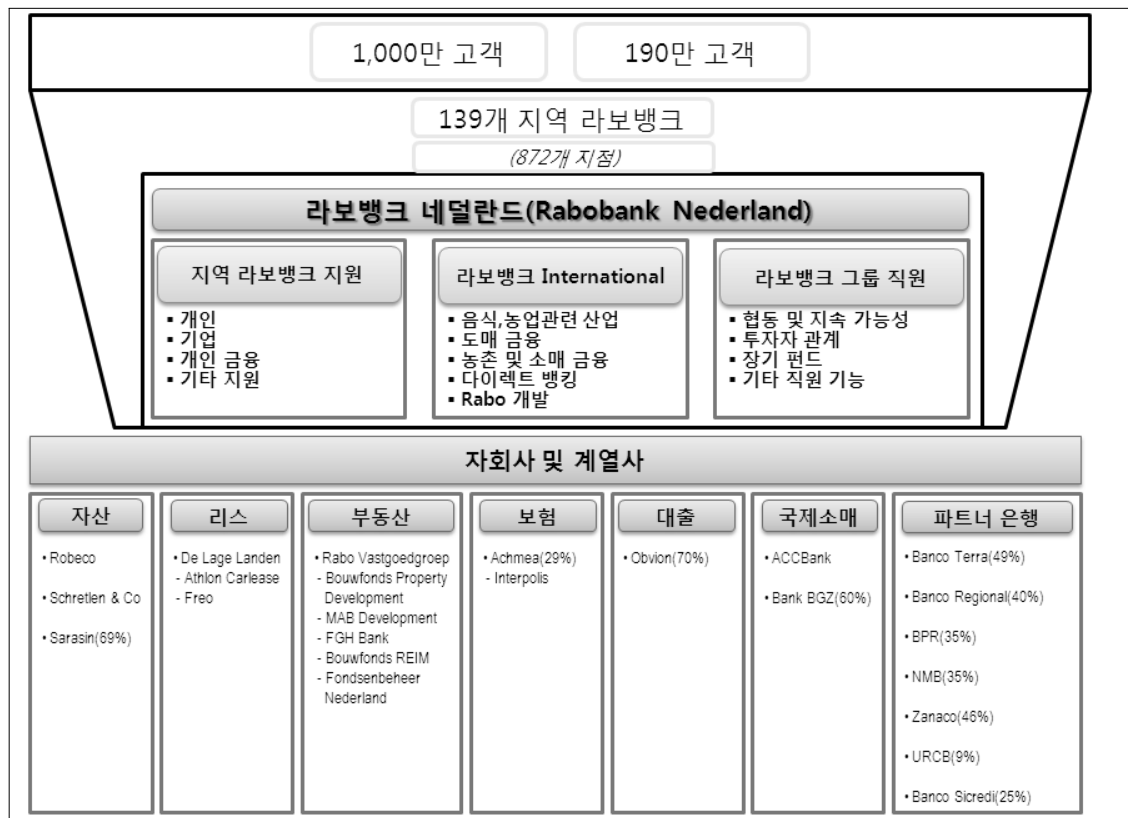 1,000만 고객
190만 고객
139개 지역 라보뱅크
(872개 지점)
라보뱅크 네덜란드(Rabobank Nederland)
지역 라보뱅크 지원
▪ 개인
▪ 기업
▪ 개인 금융
▪ 기타 지원
라보뱅크 International
▪ 음식,농업관련 산업
▪ 도매 금융
▪ 농촌 및 소매 금융
▪ 다이렉트 뱅킹
▪ Rabo 개발
라보뱅크 그룹 직원
▪ 협동 및 지속 가능성
▪ 투자자 관계
▪ 장기 펀드
▪ 기타 직원 기능
자회사 및 계열사
자산
• Robeco
• Schretlen & Co
• Sarasin(69%)
리스
• De Lage Landen
- Athlon Carlease
- Freo
부동산
• Rabo Vastgoedgroep
- Bouwfonds Property
Development
- MAB Development
- FGH Bank
- Bouwfonds REIM
- Fondsenbeheer
Nederland
보험
• Achmea(29%)
- Interpolis
대출
• Obvion(70%)
국제소매
• ACCBank
• Bank BGZ(60%)
파트너 은행
• Banco Terra(49%)
• Banco Regional(40%)
• BPR(35%)
• NMB(35%)
• Zanaco(46%)
• URCB(9%)
• Banco Sicredi(25%)